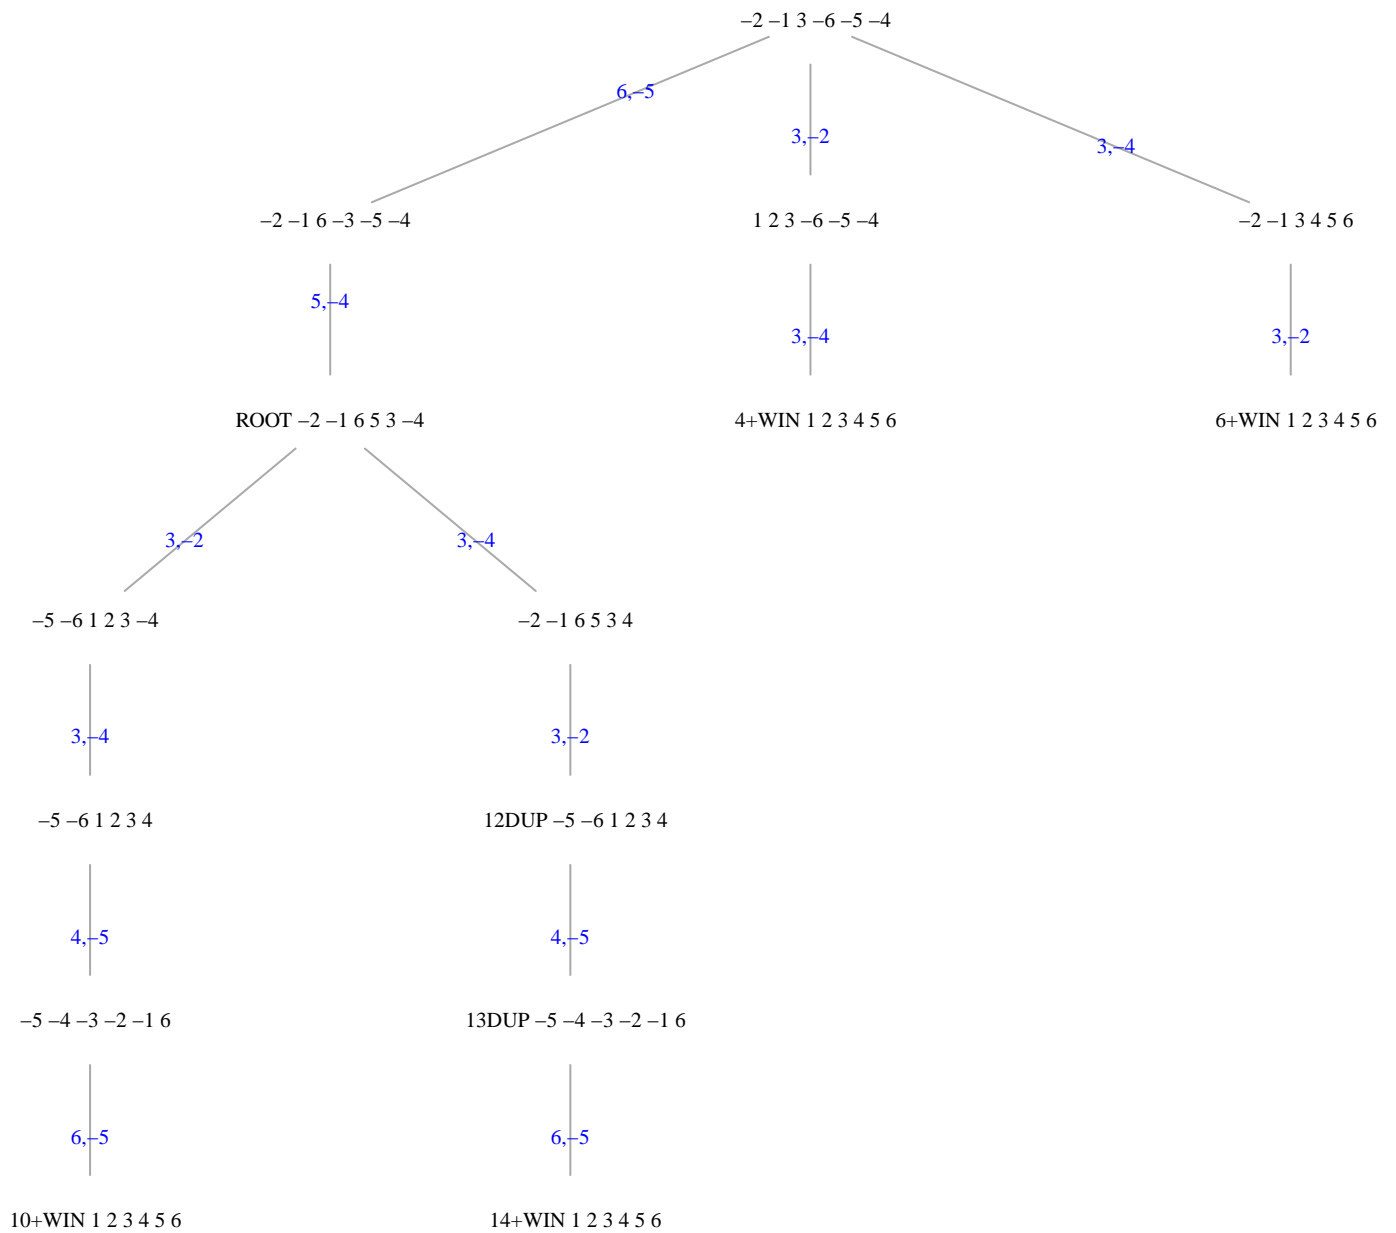 –2 –1 3 –6 –5 –4
6,–5
3,–2
3,–4
–2 –1 6 –3 –5 –4
1 2 3 –6 –5 –4
–2 –1 3 4 5 6
5,–4
3,–4
3,–2
ROOT –2 –1 6 5 3 –4
4+WIN 1 2 3 4 5 6
6+WIN 1 2 3 4 5 6
3,–2
3,–4
–5 –6 1 2 3 –4
–2 –1 6 5 3 4
3,–4
3,–2
–5 –6 1 2 3 4
12DUP –5 –6 1 2 3 4
4,–5
4,–5
–5 –4 –3 –2 –1 6
13DUP –5 –4 –3 –2 –1 6
6,–5
6,–5
10+WIN 1 2 3 4 5 6
14+WIN 1 2 3 4 5 6